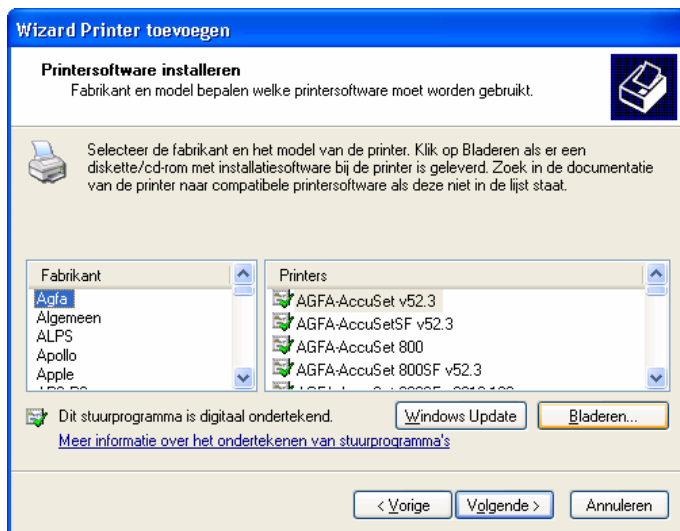 Wizard Printer toevoegen
Printersoftware installeren
Fabrikant en model bepalen welke printersoftware moet worden gebruikt.
Selecteer de fabrikant en het model van de printer. Klik op Bladeren als er een
diskette/cd-rom met installatiesoftware bij de printer is geleverd. Zoek in de documentatie
van de printer naar compatibele printersoftware als deze niet in de lijst staat.
Fabrikant
Agfa
Algemeen
ALPS
Apollo
Apple
Printers
AGFA-AccuSet v52.3
AGFA-AccuSetSF v52.3
AGFA-AccuSet 800
AGFA-AccuSet 800SF v52.3
Dit stuurprogramma is digitaal ondertekend.
Meer informatie over het ondertekenen van stuurprogramma's
Windows Update
Bladeren...
< Vorige
Volgende >
Annuleren